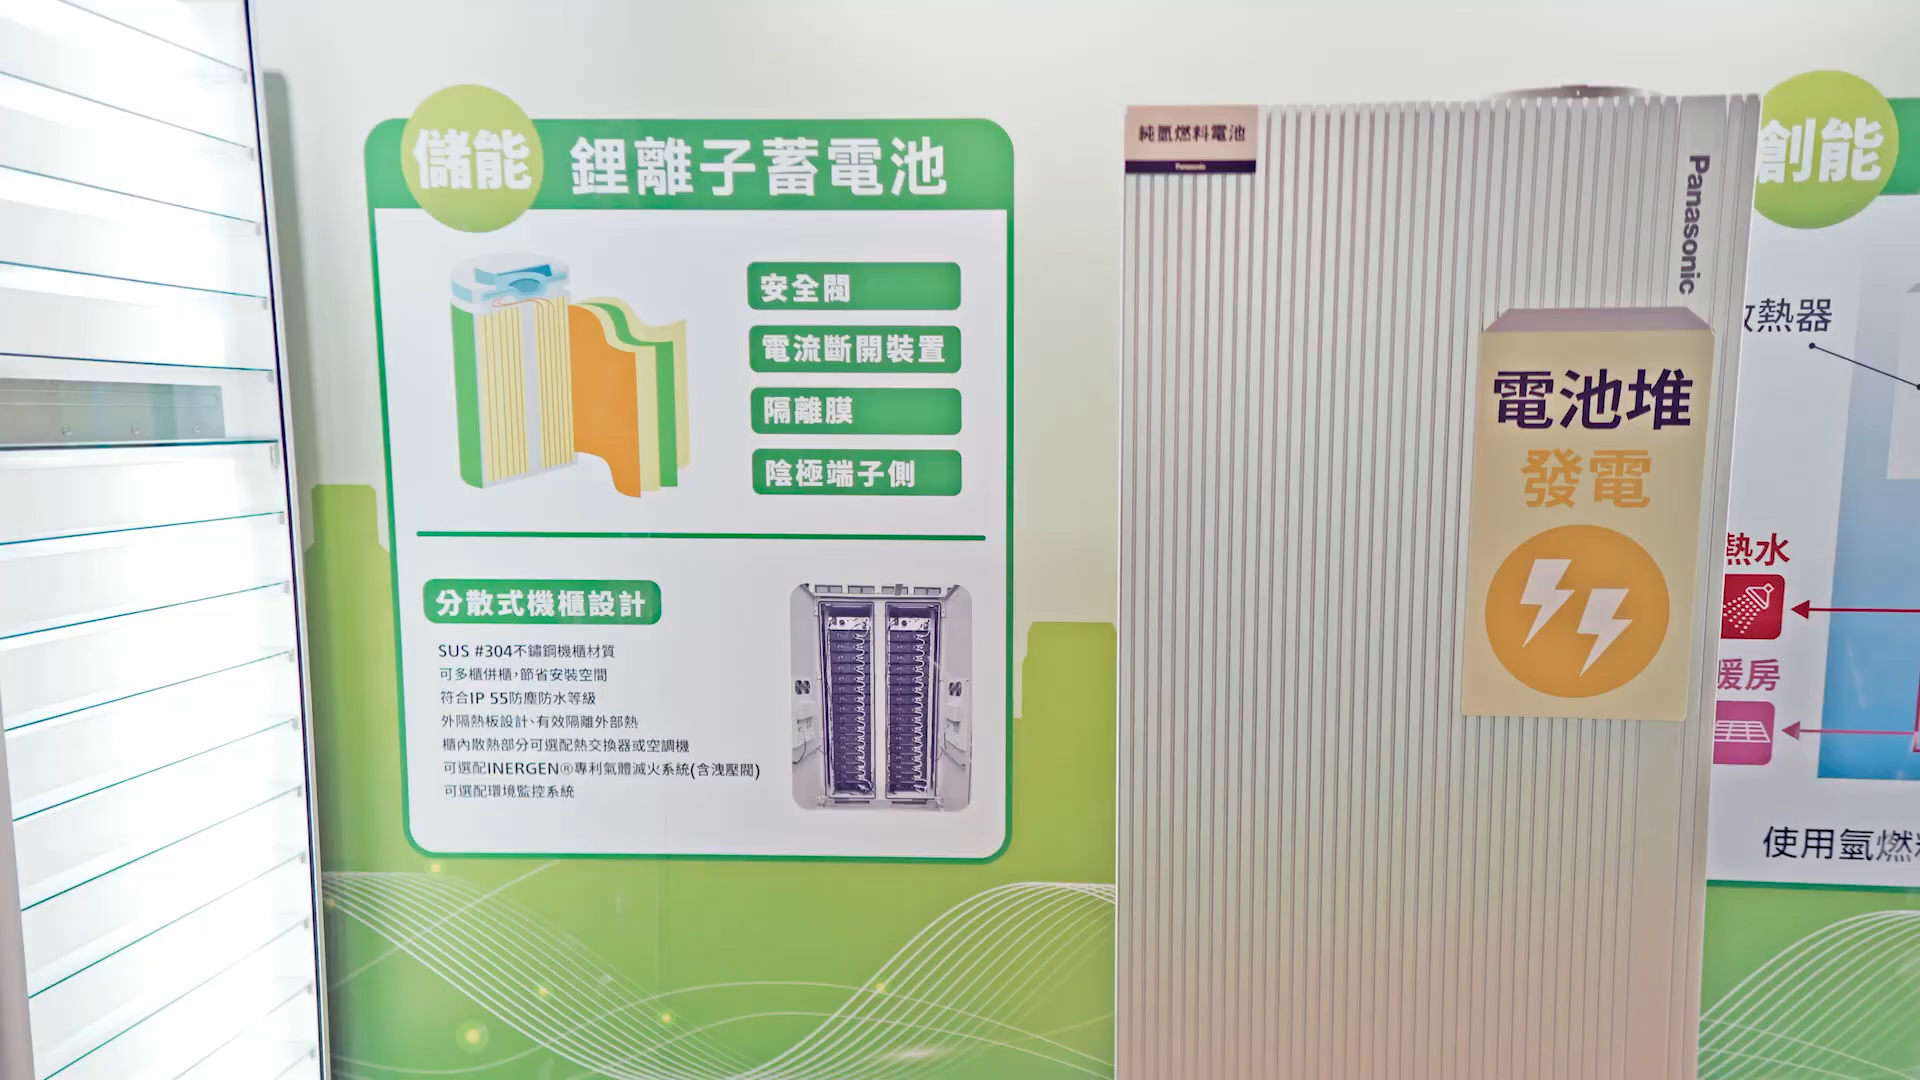 儲能
鋰離子蓄電池
安全閥
電流斷開裝置
隔離膜
陰極端子側
分散式機櫃設計
SUS #304不鏽鋼機櫃材質
可多櫃併櫃,節省安裝空間
符合IP 55防塵防水等級
外隔熱板設計、有效隔離外部熱
櫃內散熱部分可選配熱交換器或空調機
可選配INERGEN®專利氣體滅火系統(含洩壓閥)
可選配環境監控系統
純氫燃料電池
Panasonic
Panasonic
電池堆
發電
創能
熱器
熱水
暖房
使用氫燃